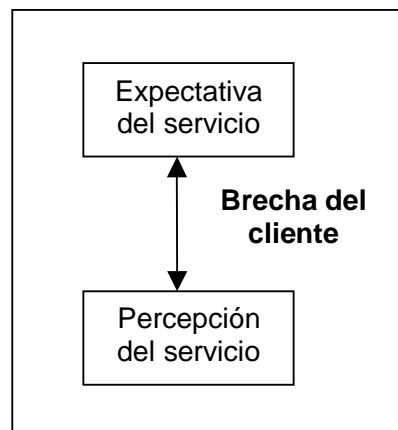 Expectativa
del servicio
Brecha del
cliente
Percepción
del servicio